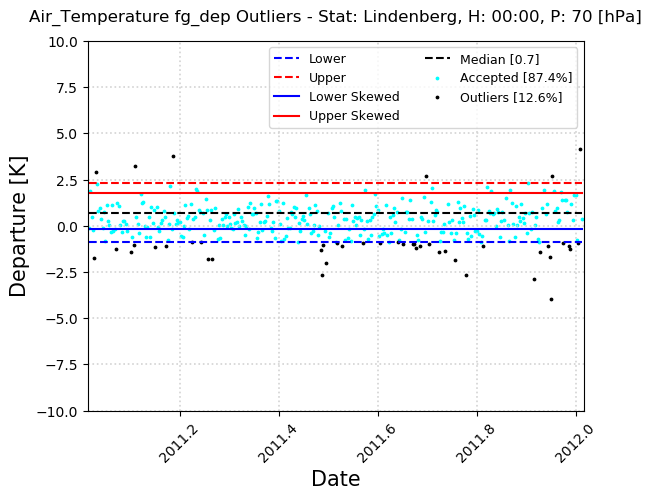 Air_Temperature fg_dep Outliers - Stat: Lindenberg, H: 00:00, P: 70 [hPa]
10.0
7.5
5.0
2.5
0.0
−2.5
−5.0
−7.5
−10.0
Departure [K]
Lower
Upper
Lower Skewed
Upper Skewed
Median [0.7]
Accepted [87.4%]
Outliers [12.6%]
2011.2
2011.4
2011.6
2011.8
2012.0
Date